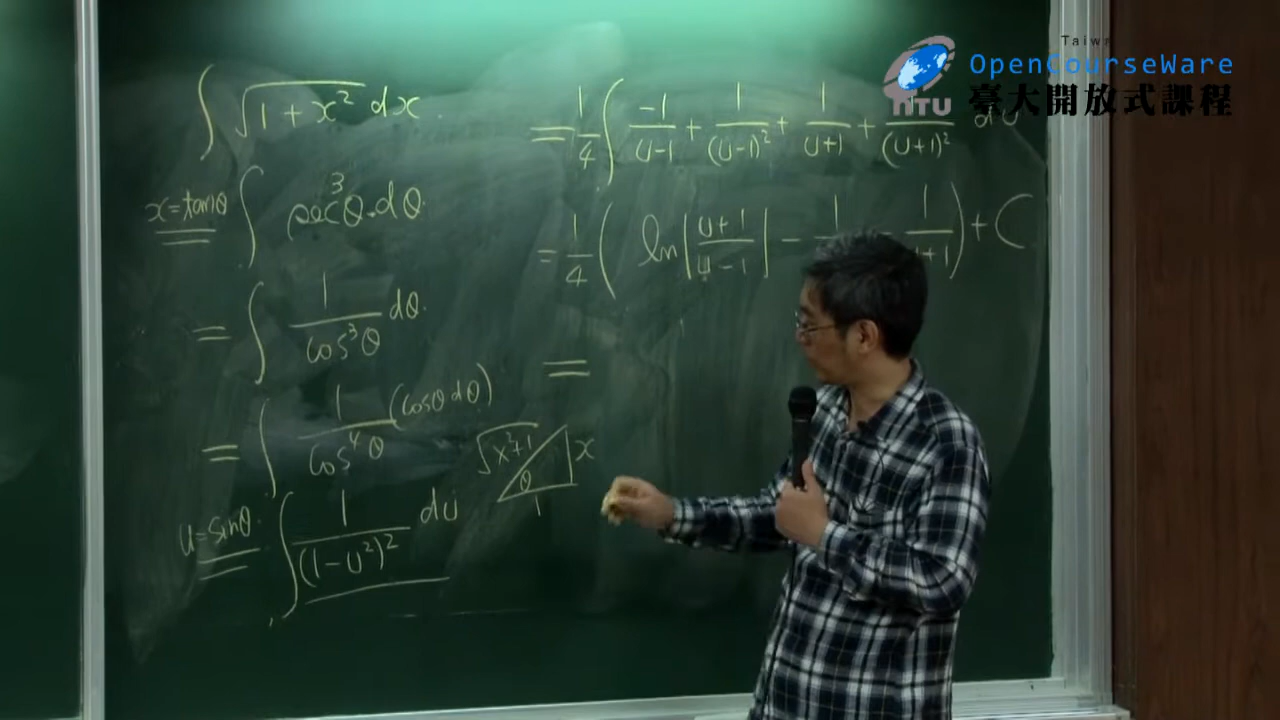 ∫ √(1 + x²) dx
x = tanθ ∫ sec³θ · dθ
= ∫ 1/cos³θ dθ
= ∫ 1/cos⁴θ (cosθ dθ)
u = sinθ ∫ 1/(1 - u²)² du
√(x²+1) x
θ
1
= 1/4 ∫ -1/(u-1) + 1/(u-1)² + 1/(u+1) + 1/(u+1)² du
= 1/4 ( ln |(u+1)/(u-1)| - 1 - 1 +1 ) + C
=
Taiwan
OpenCourseWare
NTU 臺大開放式課程